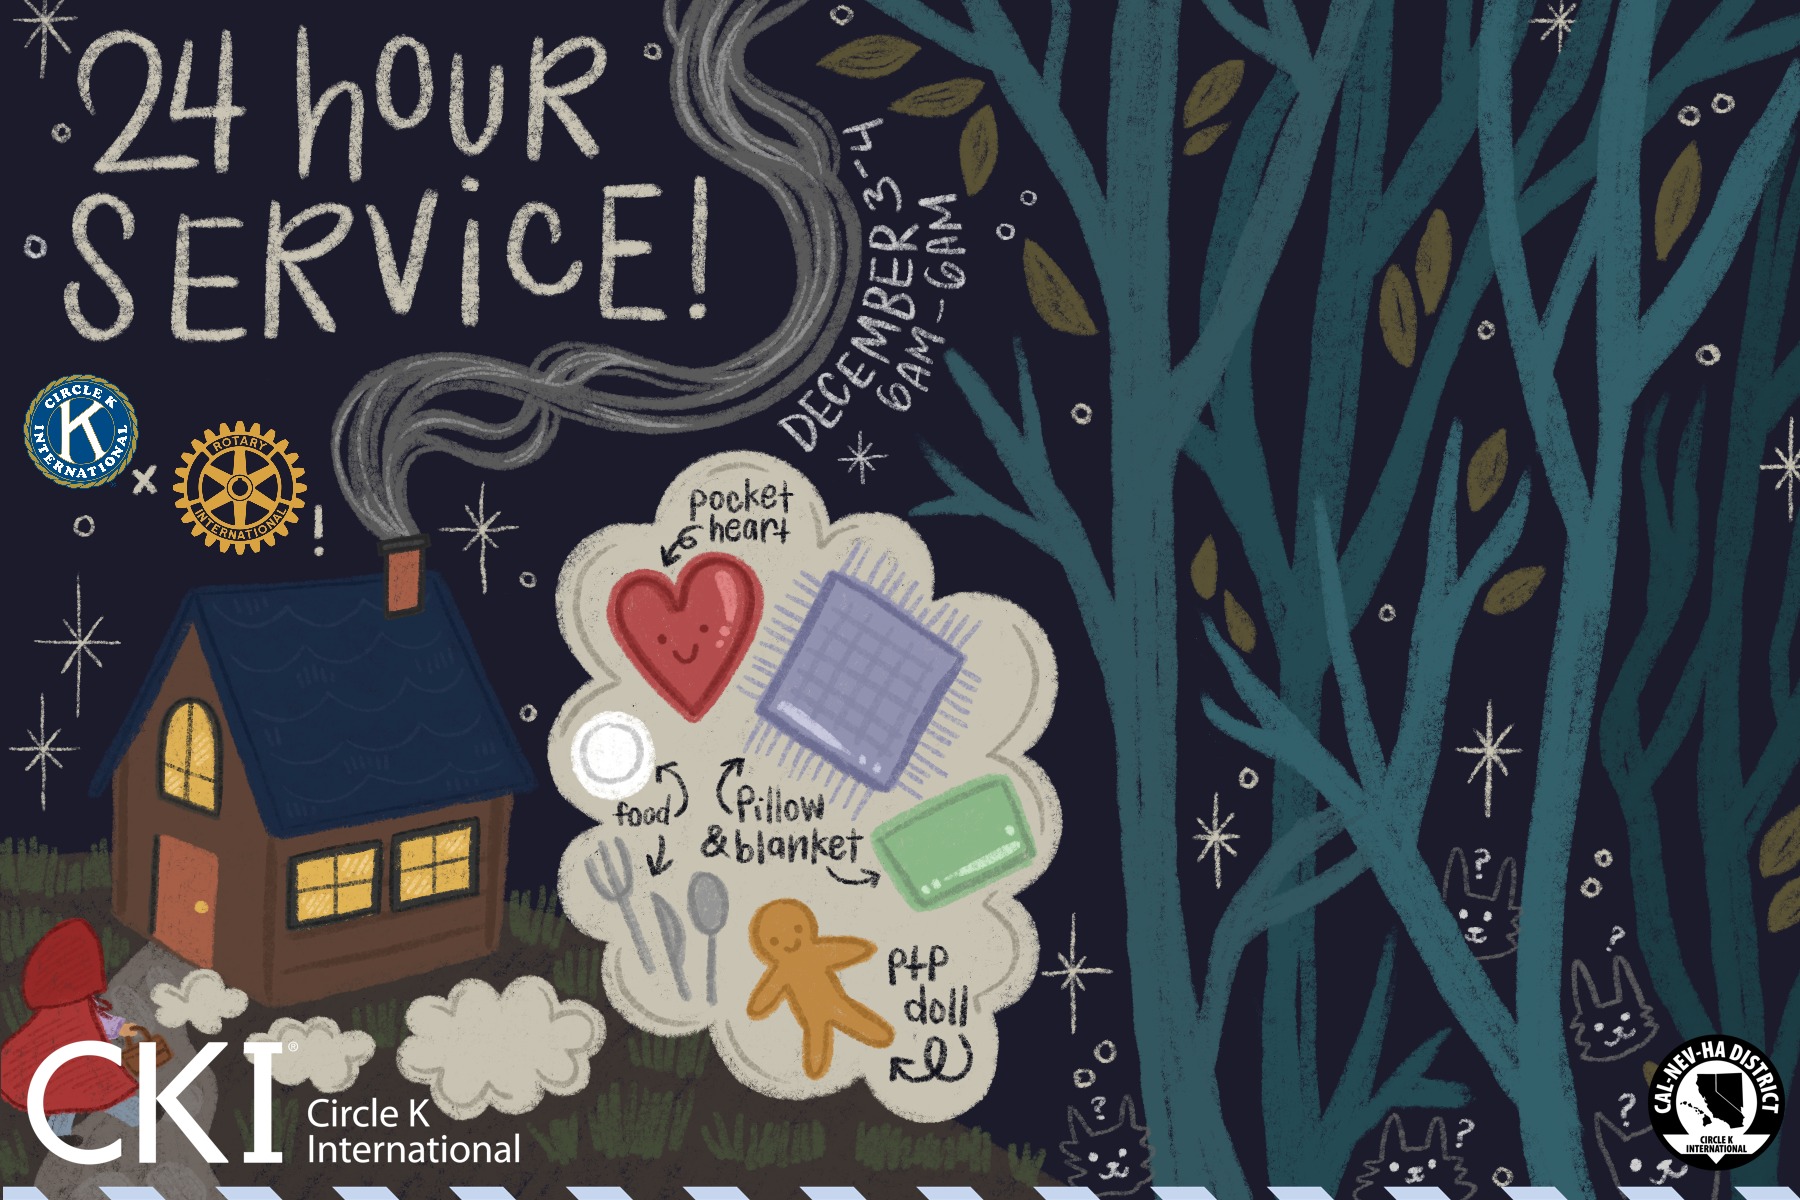 24 hOUR
SERViCE!
DECEMBER 3-4
6AM-6AM
CIRCLE K
INTERNATIONAL
K
x
ROTARY
INTERNATIONAL
!
pocket
heart
food
Pillow
& blanket
ptp
doll
?
?
?
?
?
CKI®
Circle K
International
CAL-NEV-HA DISTRICT
CIRCLE K
INTERNATIONAL